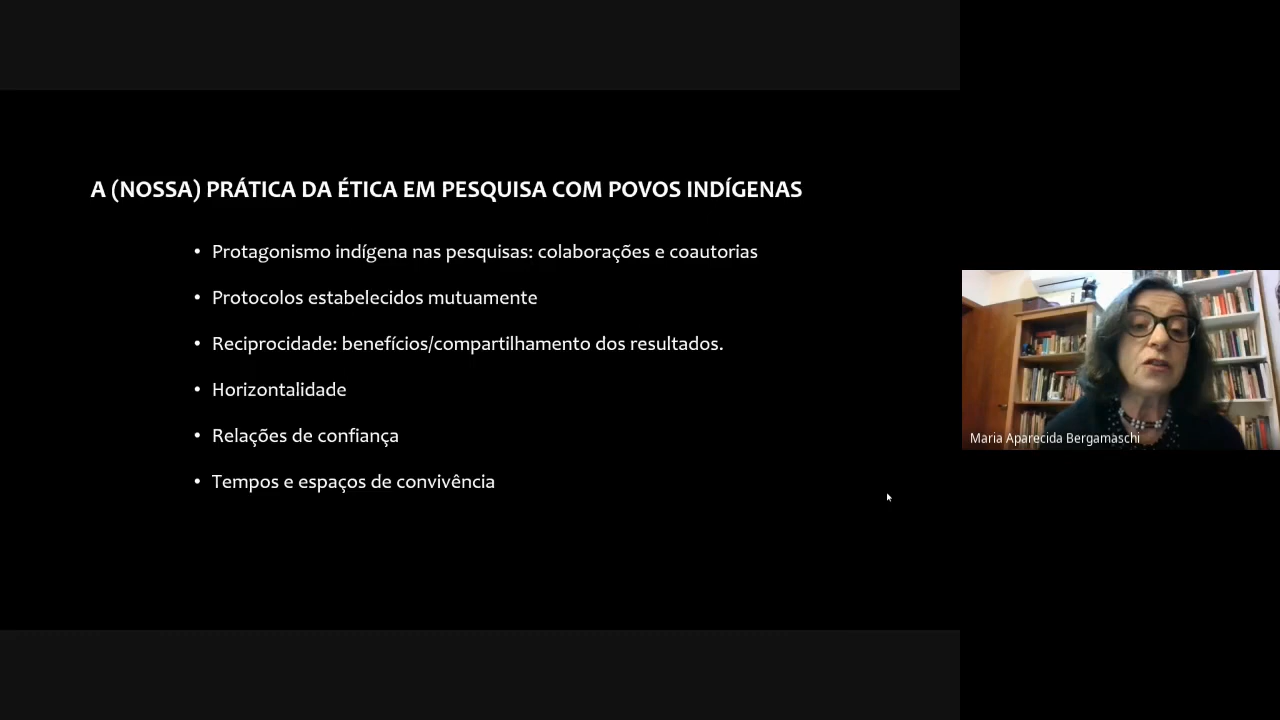 A (NOSSA) PRÁTICA DA ÉTICA EM PESQUISA COM POVOS INDÍGENAS
• Protagonismo indígena nas pesquisas: colaborações e coautorias
• Protocolos estabelecidos mutuamente
• Reciprocidade: benefícios/compartilhamento dos resultados.
• Horizontalidade
• Relações de confiança
• Tempos e espaços de convivência
Maria Aparecida Bergamaschi